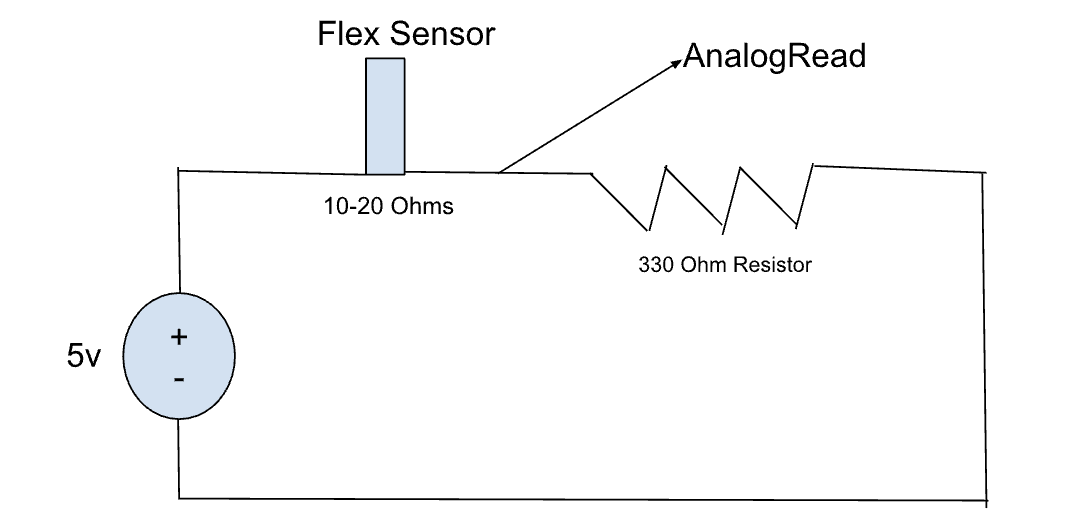 Flex Sensor
AnalogRead
10-20 Ohms
330 Ohm Resistor
5v
+
-